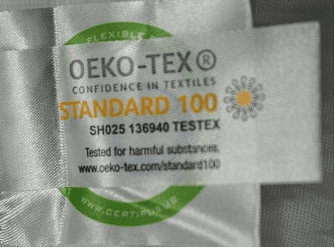 FLEXIBLE
OEKO-TEX®
CONFIDENCE IN TEXTILES
STANDARD 100
SH025 136940 TESTEX
Tested for harmful substances.
www.oeko-tex.com/standard100
WWW.CERTIPUR.US